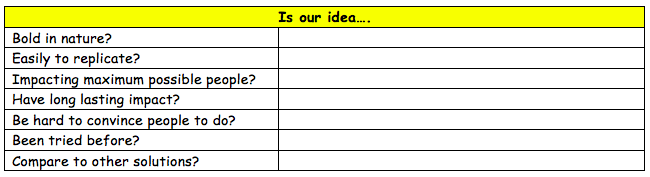 Is our idea….
Bold in nature?
Easily to replicate?
Impacting maximum possible people?
Have long lasting impact?
Be hard to convince people to do?
Been tried before?
Compare to other solutions?